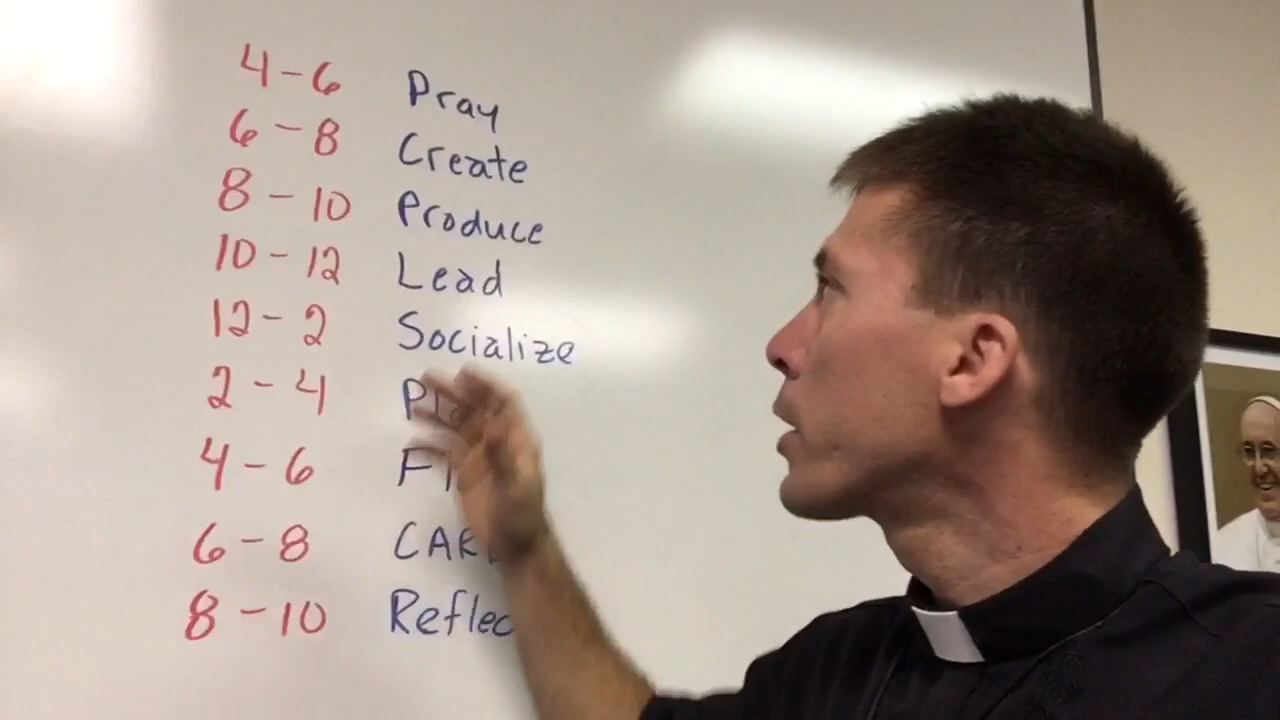 4-6 Pray
6-8 Create
8-10 Produce
10-12 Lead
12-2 Socialize
2-4
4-6
6-8
8-10